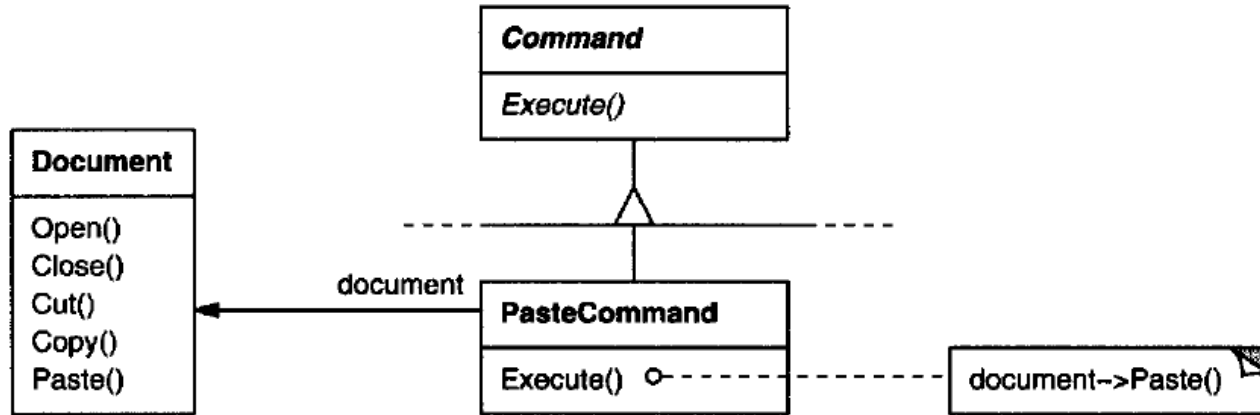 Command
Execute()
Document
Open()
Close()
Cut()
Copy()
Paste()
document
PasteCommand
Execute()
document->Paste()